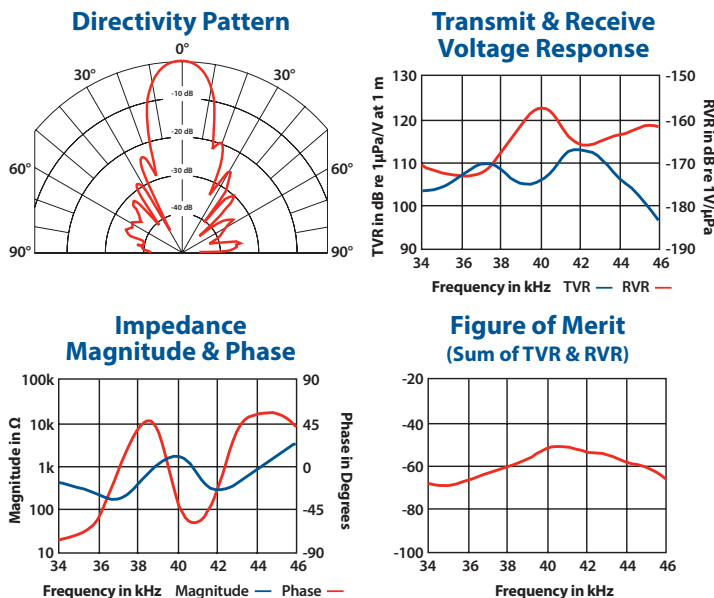 Directivity Pattern
0°
30°
30°
60°
60°
90°
90°
-10 dB
-20 dB
-30 dB
-40 dB
Transmit & Receive
Voltage Response
TVR in dB re 1µPa/V at 1 m
130
120
110
100
90
-150
-160
-170
-180
-190
RVR in dB re 1V/µPa
34 36 38 40 42 44 46
Frequency in kHz TVR — RVR —
Impedance
Magnitude & Phase
Magnitude in Ω
100k
10k
1k
100
10
90
45
0
-45
-90
Phase in Degrees
34 36 38 40 42 44 46
Frequency in kHz Magnitude — Phase —
Figure of Merit
(Sum of TVR & RVR)
-20
-40
-60
-80
-100
34 36 38 40 42 44 46
Frequency in kHz